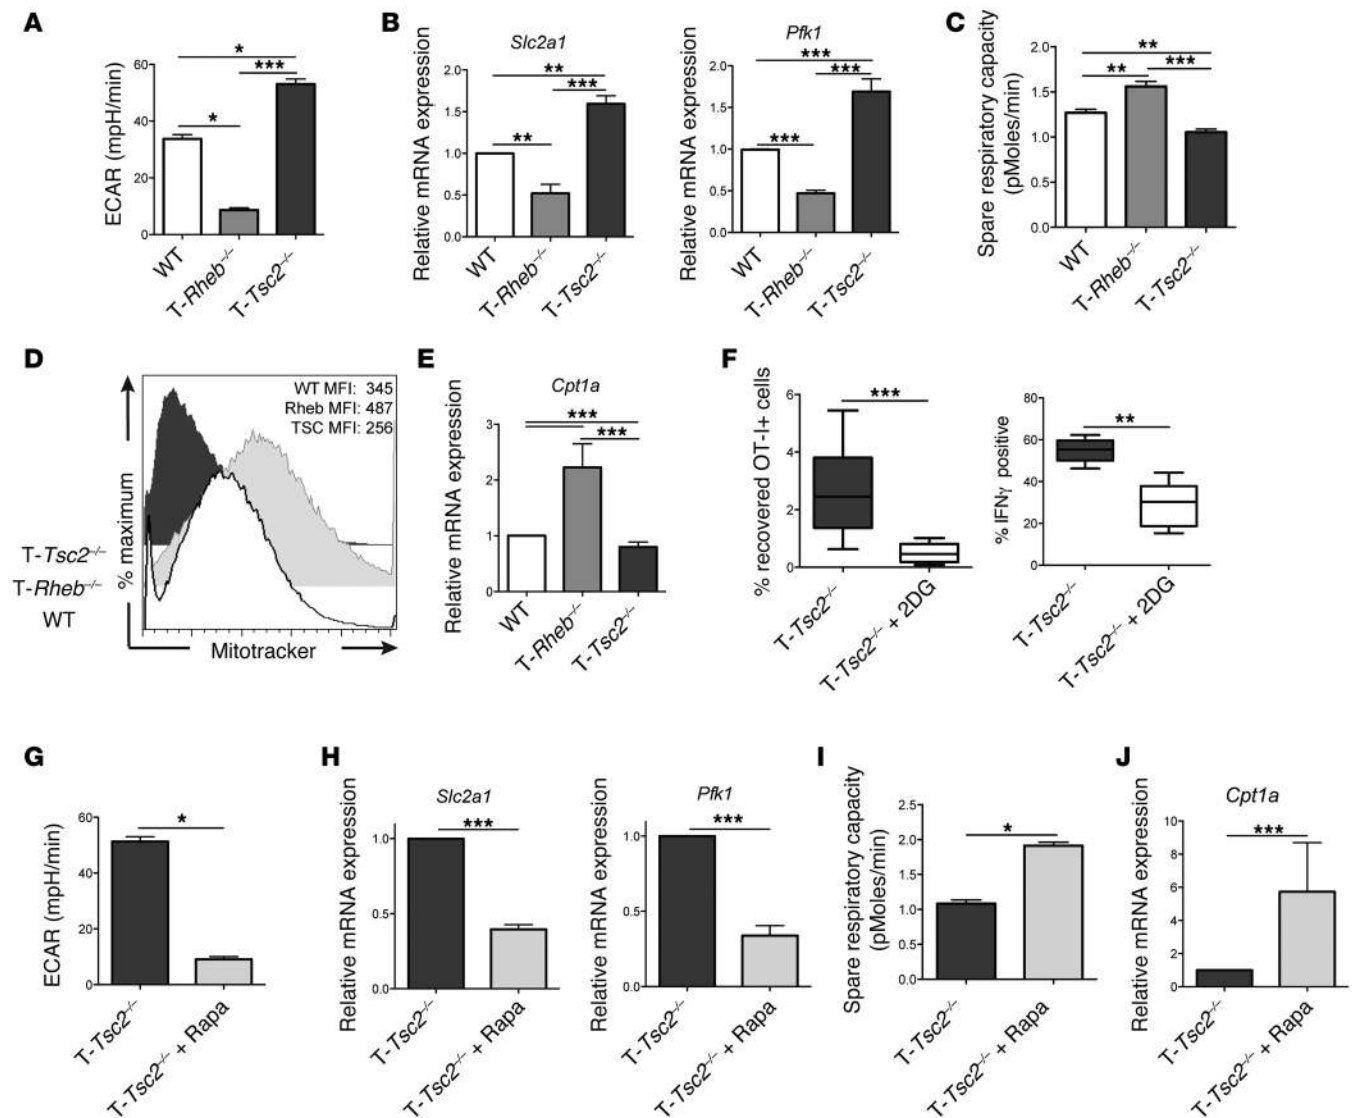 A
ECAR (mpH/min)
60
40
20
0
*
***
*
WT
T-Rheb–/–
T-Tsc2–/–
B
Relative mRNA expression
Slc2a1
2.0
1.5
1.0
0.5
0.0
**
***
**
WT
T-Rheb–/–
T-Tsc2–/–
Relative mRNA expression
Pfk1
2.0
1.5
1.0
0.5
0.0
***
***
***
WT
T-Rheb–/–
T-Tsc2–/–
C
Spare respiratory capacity
(pMoles/min)
2.0
1.5
1.0
0.5
0.0
**
**
***
WT
T-Rheb–/–
T-Tsc2–/–
D
WT MFI: 345
Rheb MFI: 487
TSC MFI: 256
% maximum
T-Tsc2–/–
T-Rheb–/–
WT
Mitotracker
E
Relative mRNA expression
Cpt1a
3
2
1
0
***
***
WT
T-Rheb–/–
T-Tsc2–/–
F
% recovered OT-I+ cells
6
4
2
0
***
T-Tsc2–/–
T-Tsc2–/– + 2DG
% IFNγ positive
80
60
40
20
0
**
T-Tsc2–/–
T-Tsc2–/– + 2DG
G
ECAR (mpH/min)
60
40
20
0
*
T-Tsc2–/–
T-Tsc2–/– + Rapa
H
Relative mRNA expression
Slc2a1
1.0
0.5
0.0
***
T-Tsc2–/–
T-Tsc2–/– + Rapa
Relative mRNA expression
Pfk1
1.0
0.5
0.0
***
T-Tsc2–/–
T-Tsc2–/– + Rapa
I
Spare respiratory capacity
(pMoles/min)
2.5
2.0
1.5
1.0
0.5
0.0
*
T-Tsc2–/–
T-Tsc2–/– + Rapa
J
Relative mRNA expression
Cpt1a
10
8
6
4
2
0
***
T-Tsc2–/–
T-Tsc2–/– + Rapa